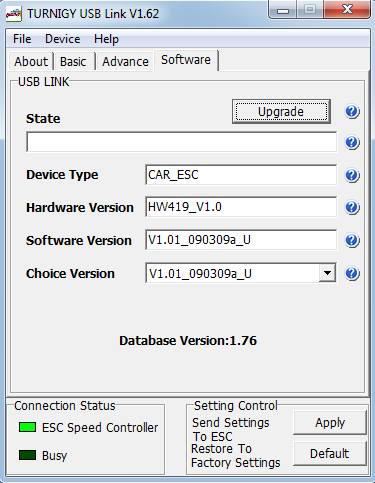 TURNIGY USB Link V1.62
File Device Help
About Basic Advance Software
USB LINK
State
Upgrade
Device Type CAR_ESC
Hardware Version HW419_V1.0
Software Version V1.01_090309a_U
Choice Version V1.01_090309a_U
Database Version:1.76
Connection Status
ESC Speed Controller
Busy
Setting Control
Send Settings
To ESC
Apply
Restore To
Factory Settings
Default